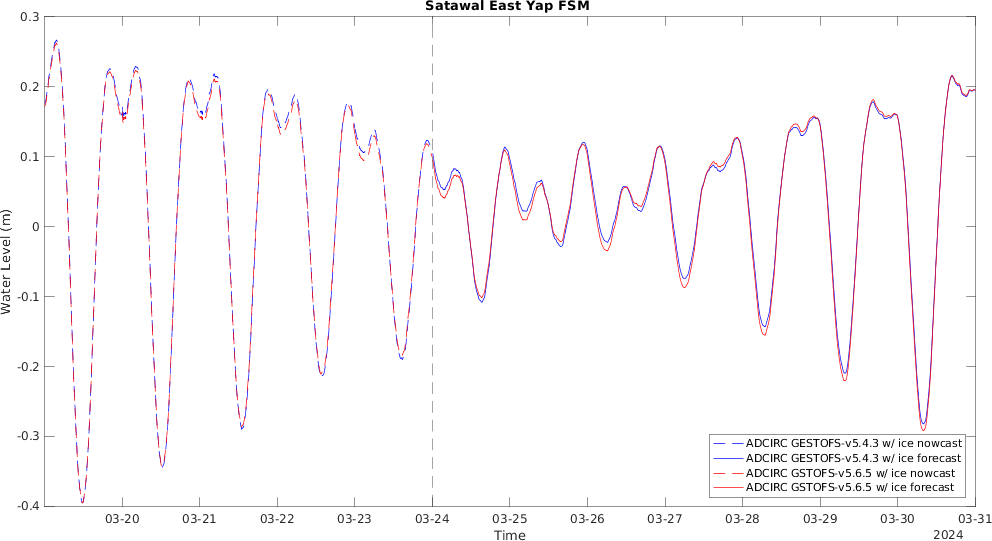 Satawal East Yap FSM
0.3
0.2
0.1
0
-0.1
-0.2
-0.3
-0.4
Water Level (m)
03-20 03-21 03-22 03-23 03-24 03-25 03-26 03-27 03-28 03-29 03-30 03-31
Time
2024
ADCIRC GESTOFS-v5.4.3 w/ ice nowcast
ADCIRC GESTOFS-v5.4.3 w/ ice forecast
ADCIRC GSTOFS-v5.6.5 w/ ice nowcast
ADCIRC GSTOFS-v5.6.5 w/ ice forecast